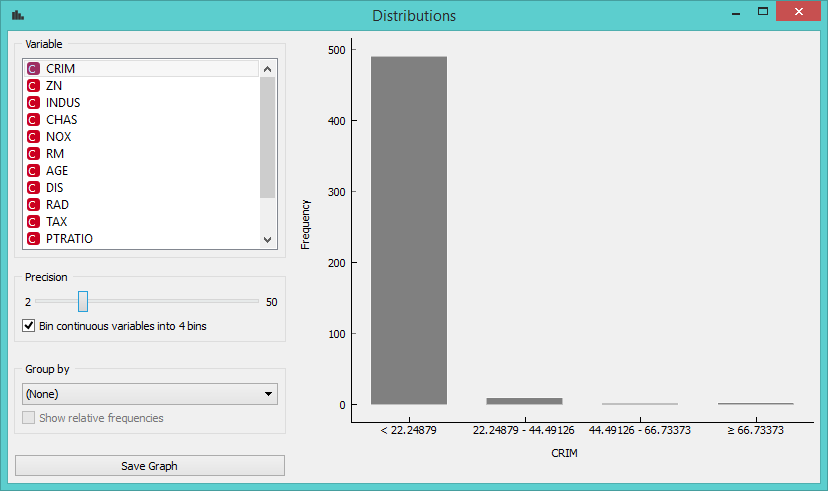 Distributions
Variable
C CRIM
C ZN
C INDUS
C CHAS
C NOX
C RM
C AGE
C DIS
C RAD
C TAX
C PTRATIO
Precision
2 50
Bin continuous variables into 4 bins
Group by
(None)
Show relative frequencies
Save Graph
500
400
300
200
100
0
Frequency
< 22.24879 22.24879 - 44.49126 44.49126 - 66.73373 ≥ 66.73373
CRIM